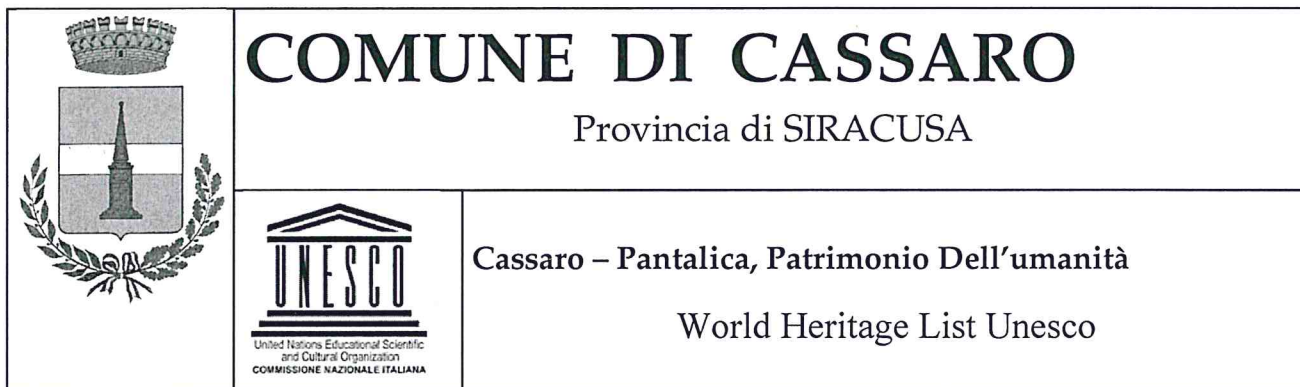 COMUNE DI CASSARO
Provincia di SIRACUSA
UNESCO
United Nations Educational Scientific
and Cultural Organization
COMMISSIONE NAZIONALE ITALIANA
Cassaro – Pantalica, Patrimonio Dell'umanità
World Heritage List Unesco